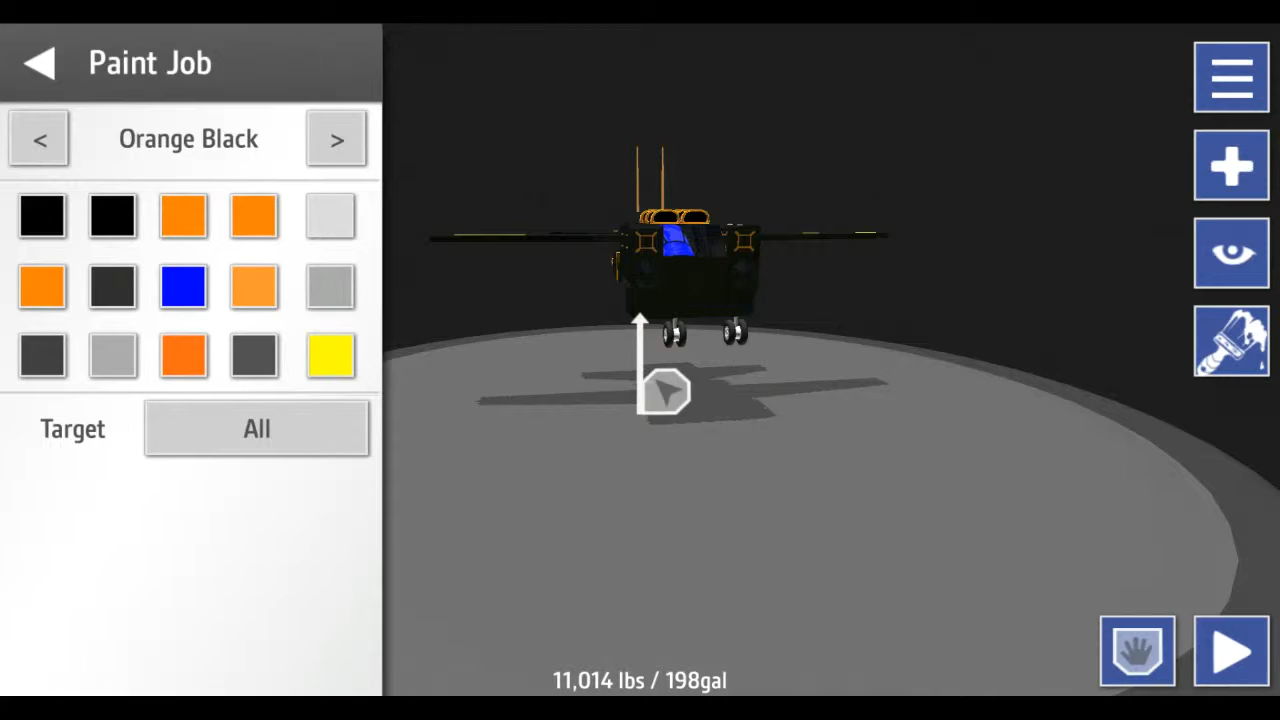 Paint Job
< Orange Black >
Target All
11,014 lbs / 198gal